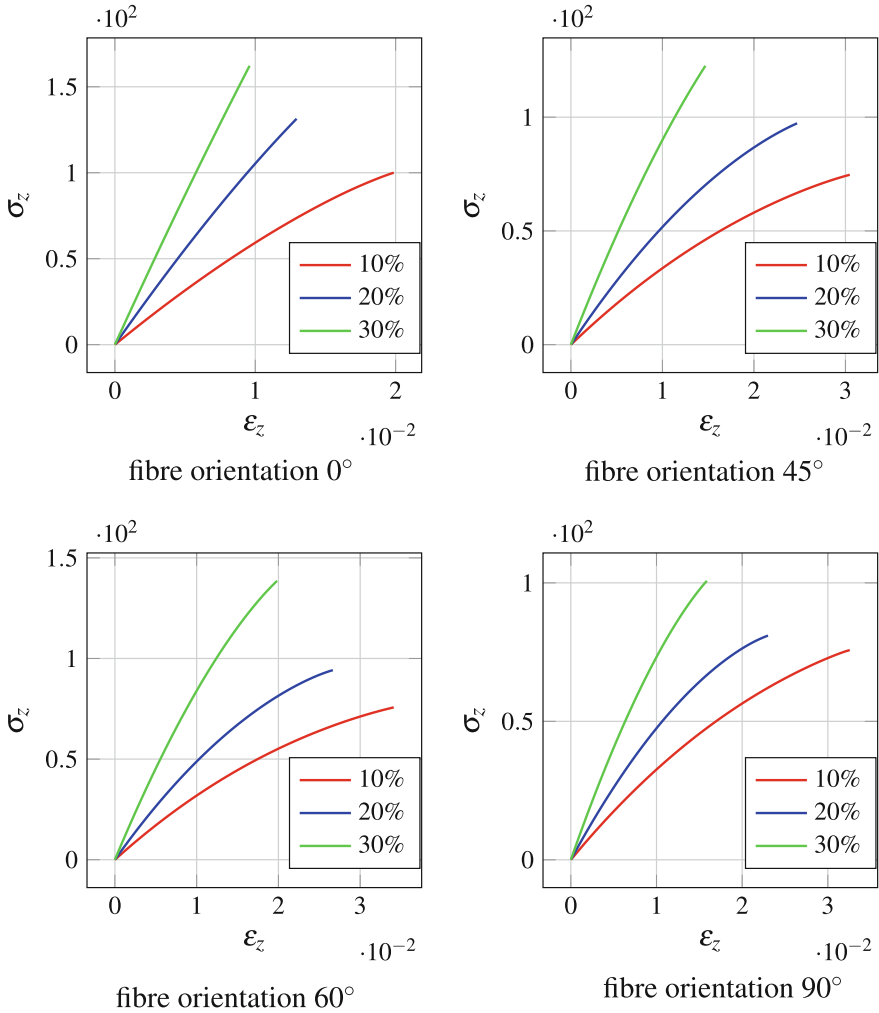 ·10²
·10²
1.5
1
0.5
0
σz
10%
20%
30%
0 1 2
εz
·10⁻²
fibre orientation 0°
1
0.5
0
σz
10%
20%
30%
0 1 2 3
εz
·10⁻²
fibre orientation 45°
·10²
·10²
1.5
1
0.5
0
σz
10%
20%
30%
0 1 2 3
εz
·10⁻²
fibre orientation 60°
1
0.5
0
σz
10%
20%
30%
0 1 2 3
εz
·10⁻²
fibre orientation 90°